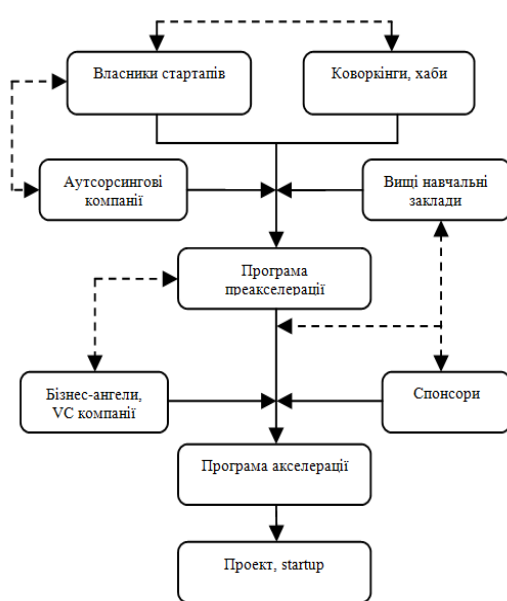 Власники стартапів
Коворкінги, хаби
Аутсорсингові
компанії
Вищі навчальні
заклади
Програма
преакселерації
Бізнес-ангели,
VC компанії
Спонсори
Програма акселерації
Проект, startup